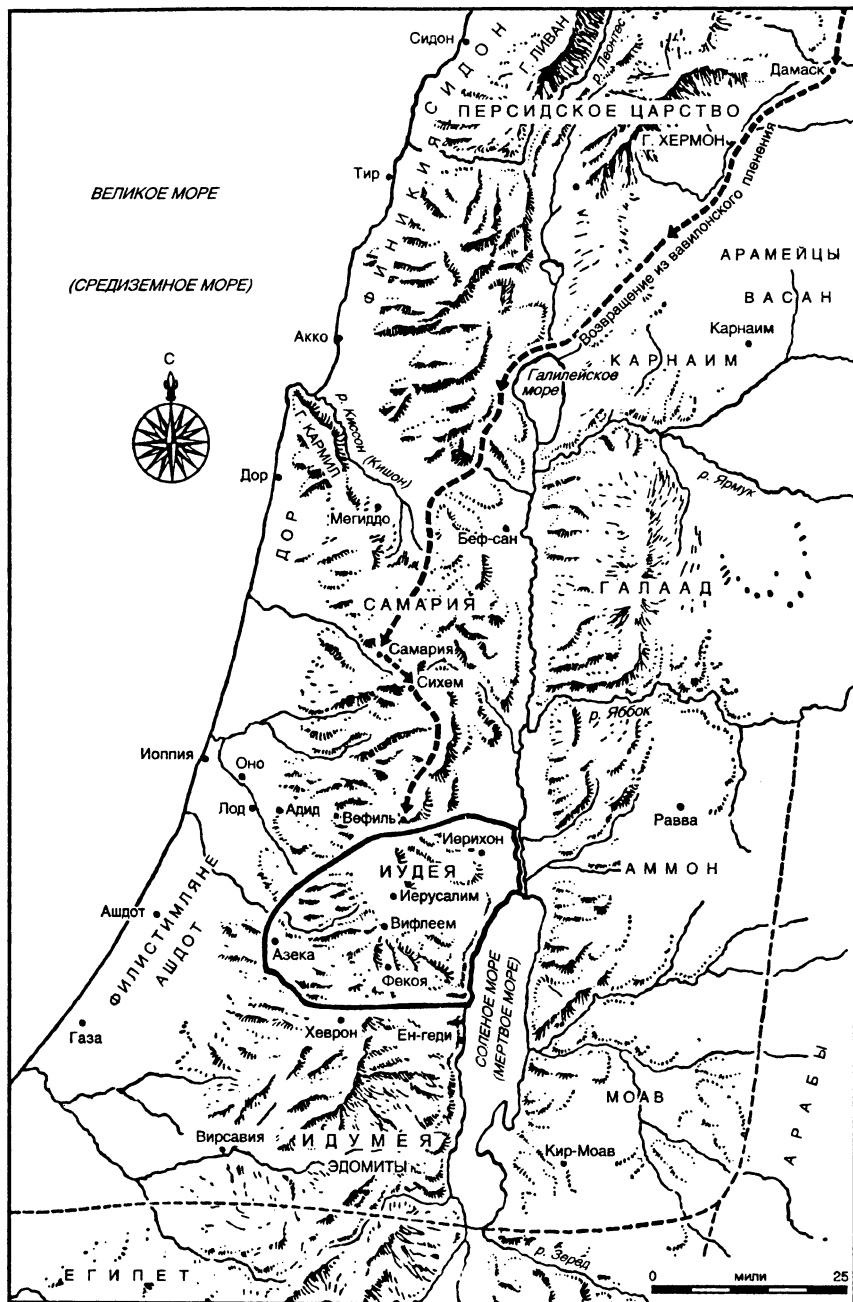 Сидон
Г. ЛИВАН
р. Леонтес
Дамаск
СИДОН
ПЕРСИДСКОЕ ЦАРСТВО
Г. ХЕРМОН
Тир
ВЕЛИКОЕ МОРЕ
ФИНИКИЯ
Возвращение из вавилонского пленения
АРАМЕЙЦЫ
(СРЕДИЗЕМНОЕ МОРЕ)
ВАСАН
Карнаим
Акко
КАРНАИМ
С
Галилейское
море
р. Киссон (Кишон)
Г. КАРМИЛ
Дор
р. Ярмук
Мегиддо
ДОР
Беф-сан
ГАЛААД
САМАРИЯ
Самария
Сихем
р. Яббок
Иоппия
Оно
Лод
Адид
Вефиль
Равва
Иерихон
ИУДЕЯ
АММОН
Иерусалим
Ашдот
Вифлеем
ФИЛИСТИМЛЯНЕ
АШДОТ
Азека
Фекоя
СОЛЕНОЕ МОРЕ
(МЕРТВОЕ МОРЕ)
Газа
Хеврон
Ен-геди
МОАВ
АРАБЫ
Вирсавия
ИДУМЕЯ
ЭДОМИТЫ
Кир-Моав
р. Зеред
ЕГИПЕТ
0 МИЛИ 25